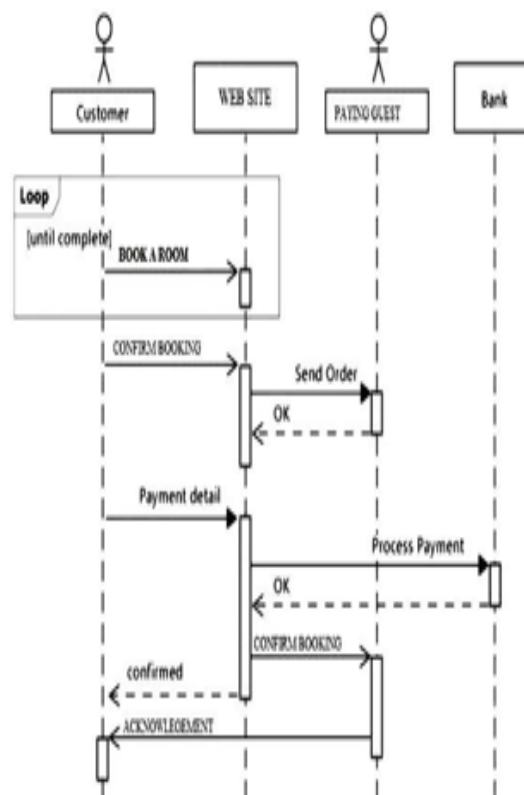 Customer
WEB SITE
PAYING GUEST
Bank
Loop
[until complete]
BOOK A ROOM
CONFIRM BOOKING
Send Order
OK
Payment detail
Process Payment
OK
CONFIRM BOOKING
confirmed
ACKNOWLEGEMENT